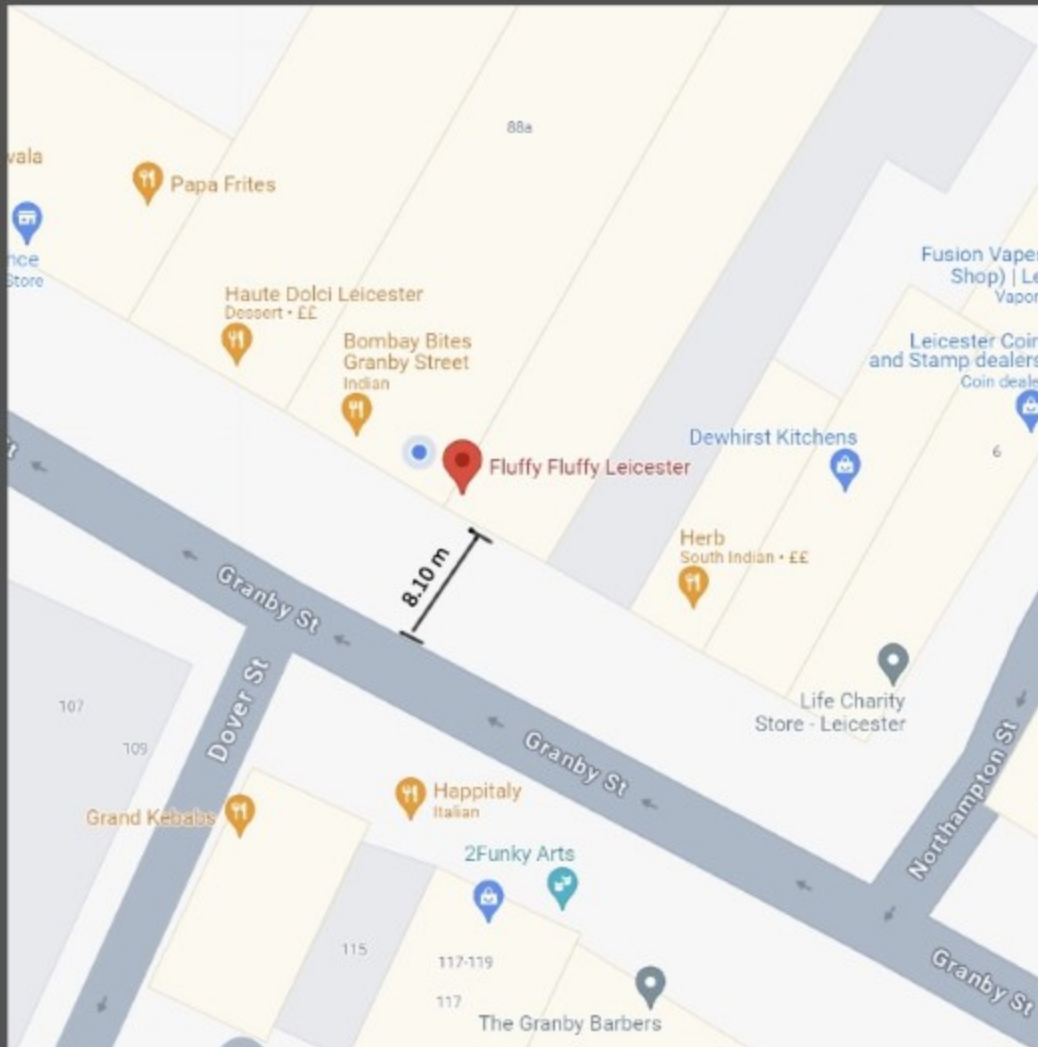 88a
vala
Papa Frites
nce
Store
Haute Dolci Leicester
Dessert • ££
Bombay Bites
Granby Street
Indian
Fusion Vape
Shop) | Le
Vapor
Leicester Coin
and Stamp dealers
Coin deale
Dewhirst Kitchens
6
Fluffy Fluffy Leicester
St
Herb
South Indian • ££
8.10 m
Granby St
Dover St
Life Charity
Store - Leicester
107
109
Granby St
Northampton St
Happitaly
Italian
Grand Kebabs
2Funky Arts
115
117-119
117
Granby St
The Granby Barbers